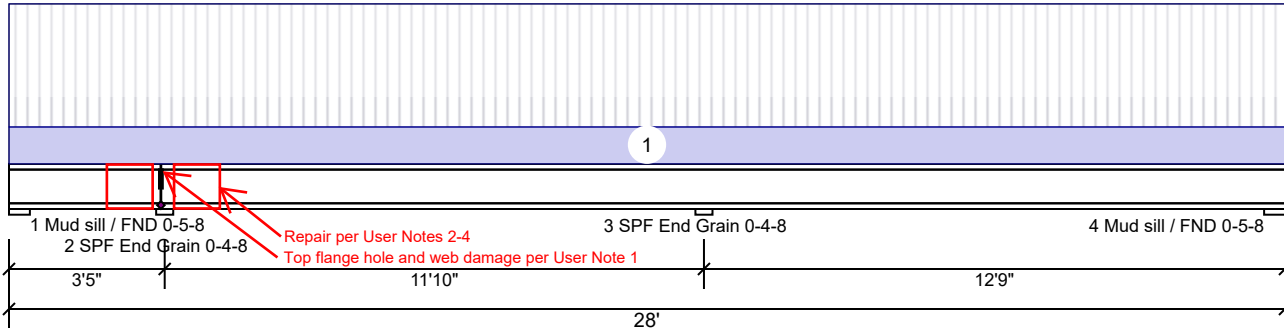 1
1 Mud sill / FND 0-5-8
3 SPF End Grain 0-4-8
4 Mud sill / FND 0-5-8
2 SPF End Grain 0-4-8
Repair per User Notes 2-4
Top flange hole and web damage per User Note 1
3'5"
11'10"
12'9"
28'